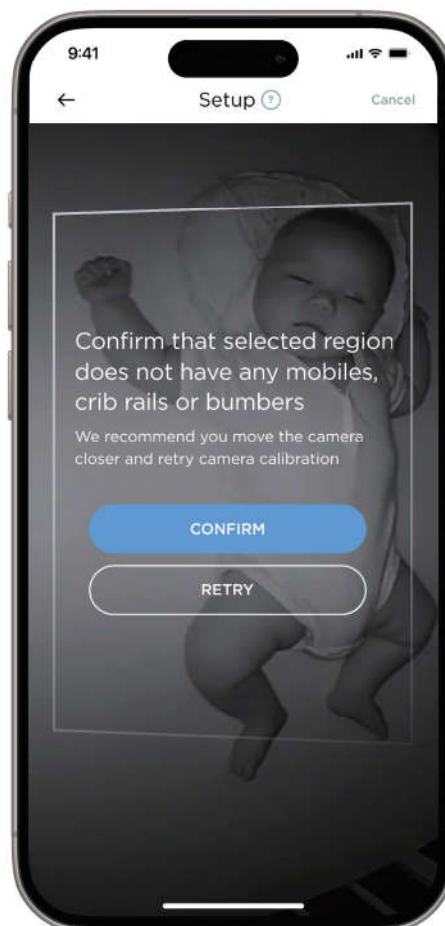 9:41
Setup ?
Cancel
Confirm that selected region
does not have any mobiles,
crib rails or bumbers
We recommend you move the camera
closer and retry camera calibration
CONFIRM
RETRY